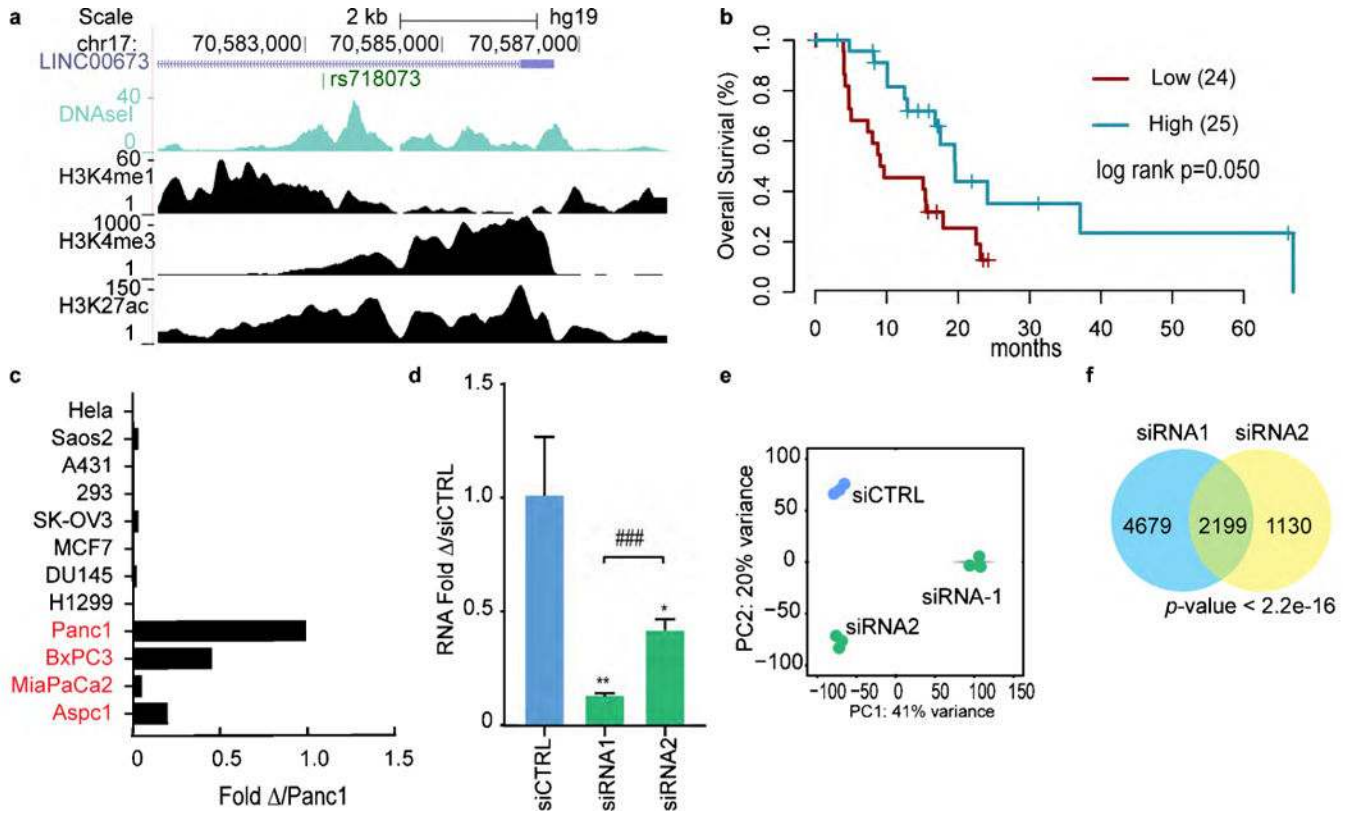 a
Scale 2 kb hg19
chr17: 70,583,000 70,585,000 70,587,000
LINC00673
rs718073
40
DNAseI
0
60
H3K4me1
1
1000
H3K4me3
1
150
H3K27ac
1
b
Overall Surivial (%)
1.0
0.8
0.6
0.4
0.2
0.0
Low (24)
High (25)
log rank p=0.050
0 10 20 30 40 50 60
months
c
Hela
Saos2
A431
293
SK-OV3
MCF7
DU145
H1299
Panc1
BxPC3
MiaPaCa2
Aspc1
0 0.5 1.0 1.5
Fold Δ/Panc1
d
RNA Fold Δ/siCTRL
1.5
1.0
0.5
0
###
**
*
siCTRL
siRNA1
siRNA2
e
PC2: 20% variance
100
50
0
−50
−100
siCTRL
siRNA-1
siRNA2
−100 −50 0 50 100 150
PC1: 41% variance
f
siRNA1 siRNA2
4679 2199 1130
p-value < 2.2e-16